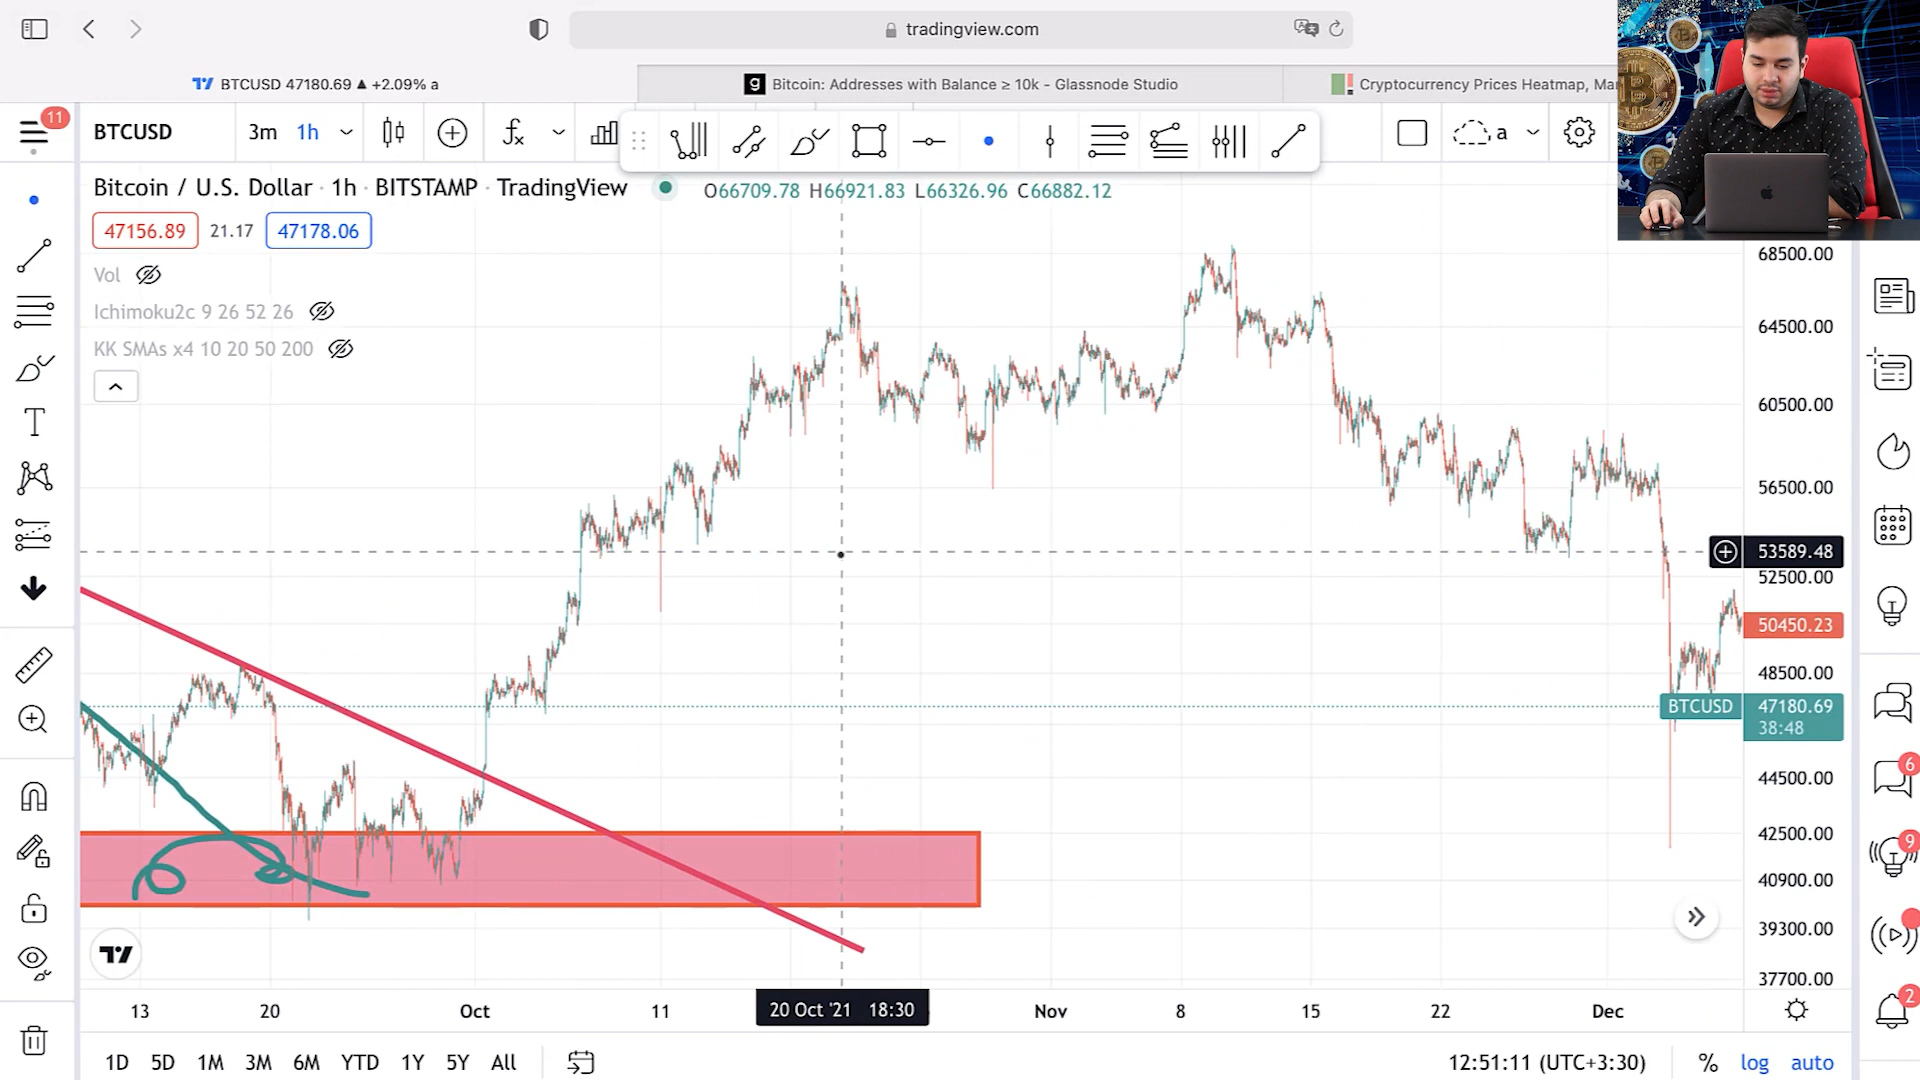 tradingview.com
BTCUSD 47180.69 ▲ +2.09% a
Bitcoin: Addresses with Balance ≥ 10k - Glassnode Studio
Cryptocurrency Prices Heatmap, Ma
11
BTCUSD
3m 1h
a
Bitcoin / U.S. Dollar · 1h · BITSTAMP · TradingView
O66709.78 H66921.83 L66326.96 C66882.12
47156.89 21.17 47178.06
Vol
Ichimoku2c 9 26 52 26
KK SMAs x4 10 20 50 200
68500.00
64500.00
60500.00
56500.00
53589.48
52500.00
50450.23
48500.00
BTCUSD 47180.69
38:48
44500.00
42500.00
40900.00
39300.00
37700.00
6
9
2
13 20 Oct 11 20 Oct '21 18:30 Nov 8 15 22 Dec
1D 5D 1M 3M 6M YTD 1Y 5Y All
12:51:11 (UTC+3:30) % log auto